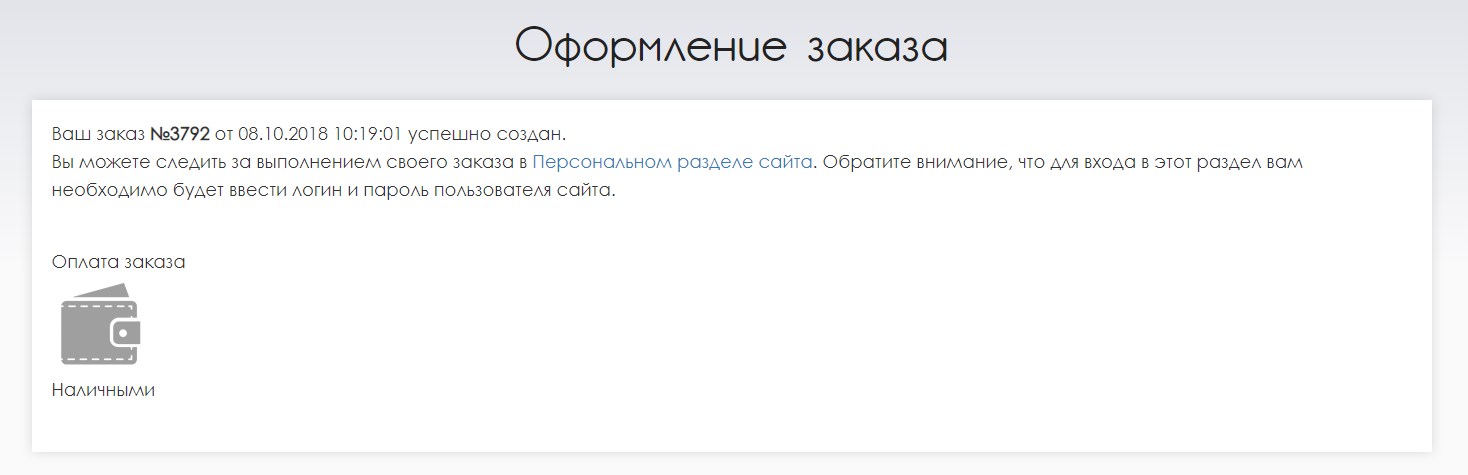 Оформление заказа
Ваш заказ №3792 от 08.10.2018 10:19:01 успешно создан.
Вы можете следить за выполнением своего заказа в Персональном разделе сайта. Обратите внимание, что для входа в этот раздел вам
необходимо будет ввести логин и пароль пользователя сайта.
Оплата заказа
Наличными